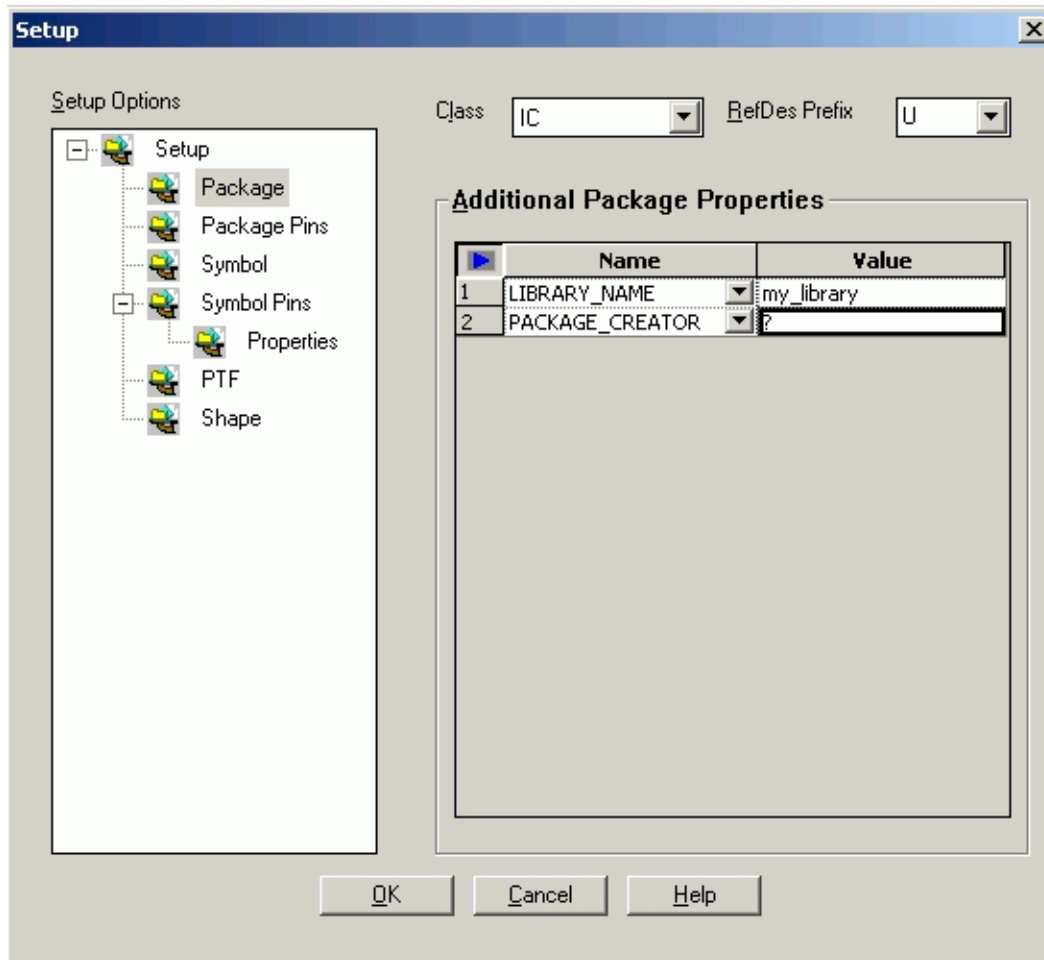 Setup
Setup Options
Class IC RefDes Prefix U
Setup
Package
Package Pins
Symbol
Symbol Pins
Properties
PTF
Shape
Additional Package Properties
Name Value
1 LIBRARY_NAME my_library
2 PACKAGE_CREATOR ?
OK Cancel Help